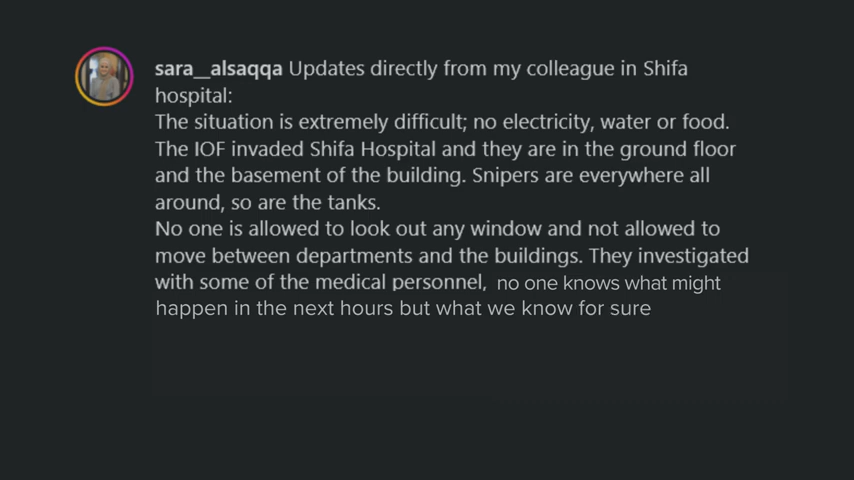 sara__alsaqqa Updates directly from my colleague in Shifa
hospital:
The situation is extremely difficult; no electricity, water or food.
The IOF invaded Shifa Hospital and they are in the ground floor
and the basement of the building. Snipers are everywhere all
around, so are the tanks.
No one is allowed to look out any window and not allowed to
move between departments and the buildings. They investigated
with some of the medical personnel, no one knows what might
happen in the next hours but what we know for sure